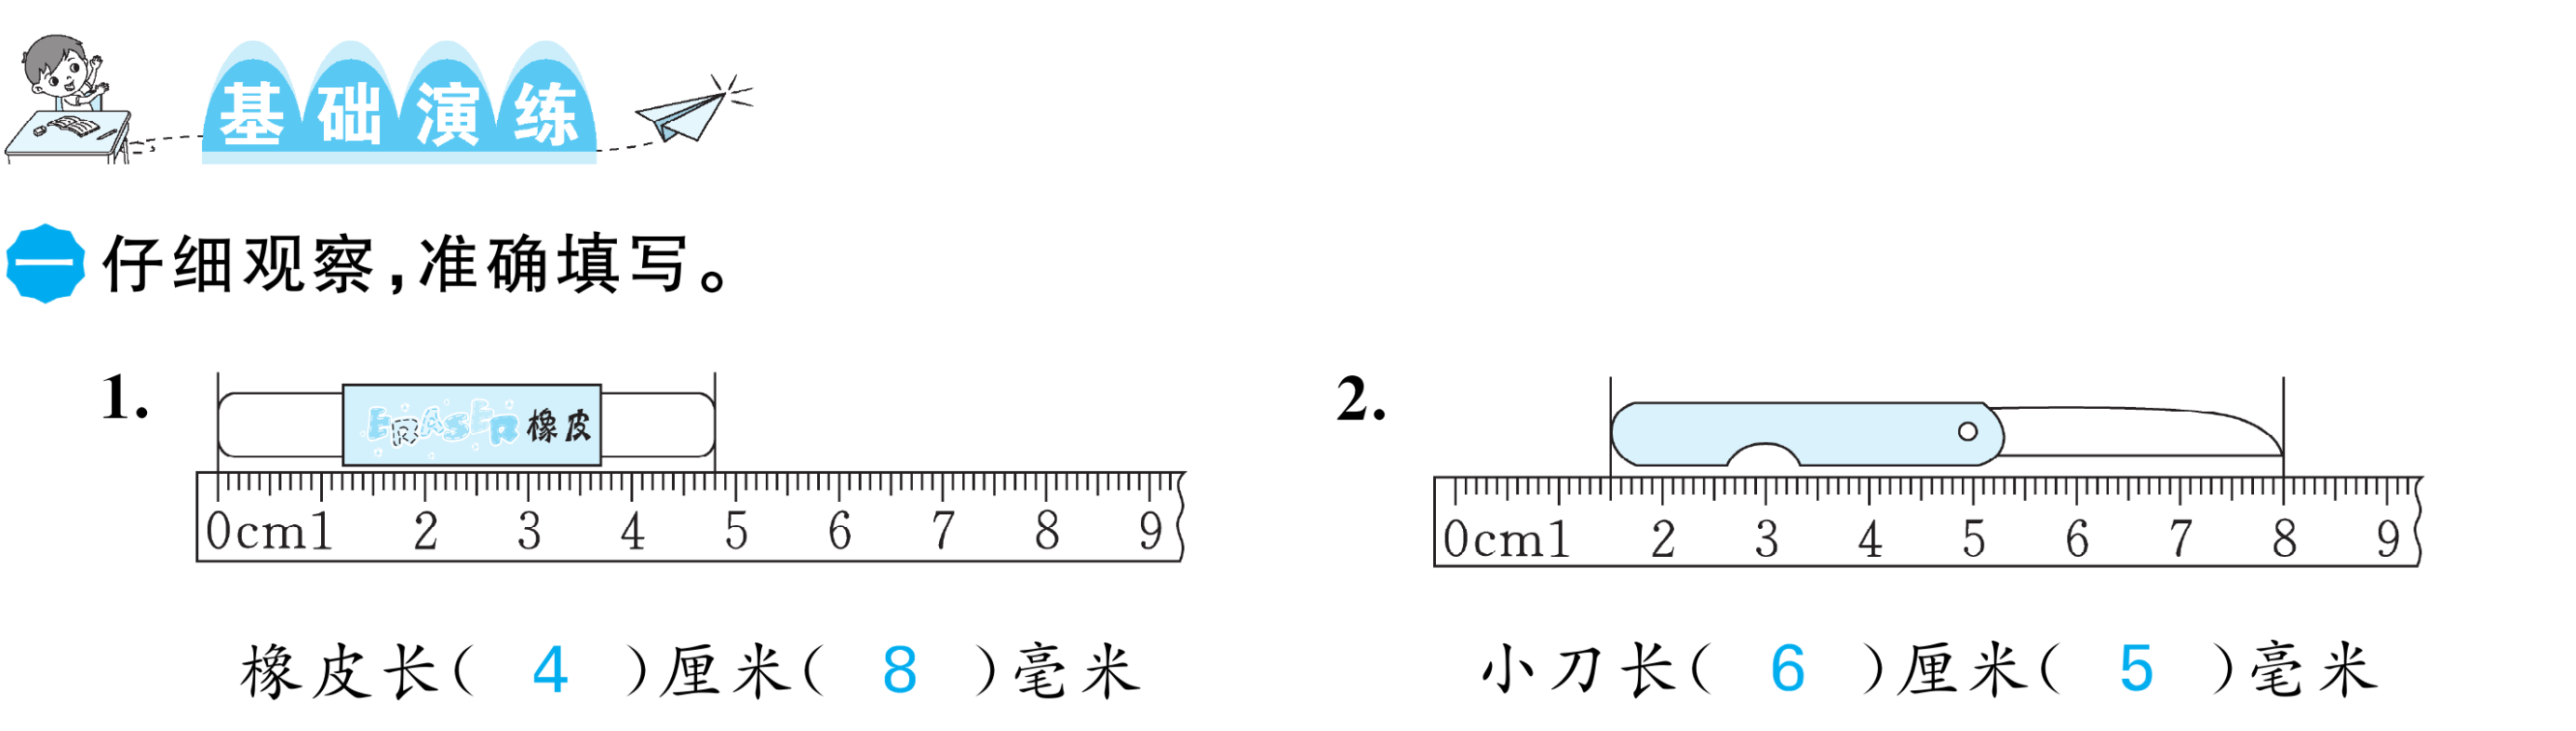 基础演练
一 仔细观察,准确填写。
1.
ERASER 橡皮
0cm1 2 3 4 5 6 7 8 9
橡皮长( 4 )厘米( 8 )毫米
2.
0cm1 2 3 4 5 6 7 8 9
小刀长( 6 )厘米( 5 )毫米